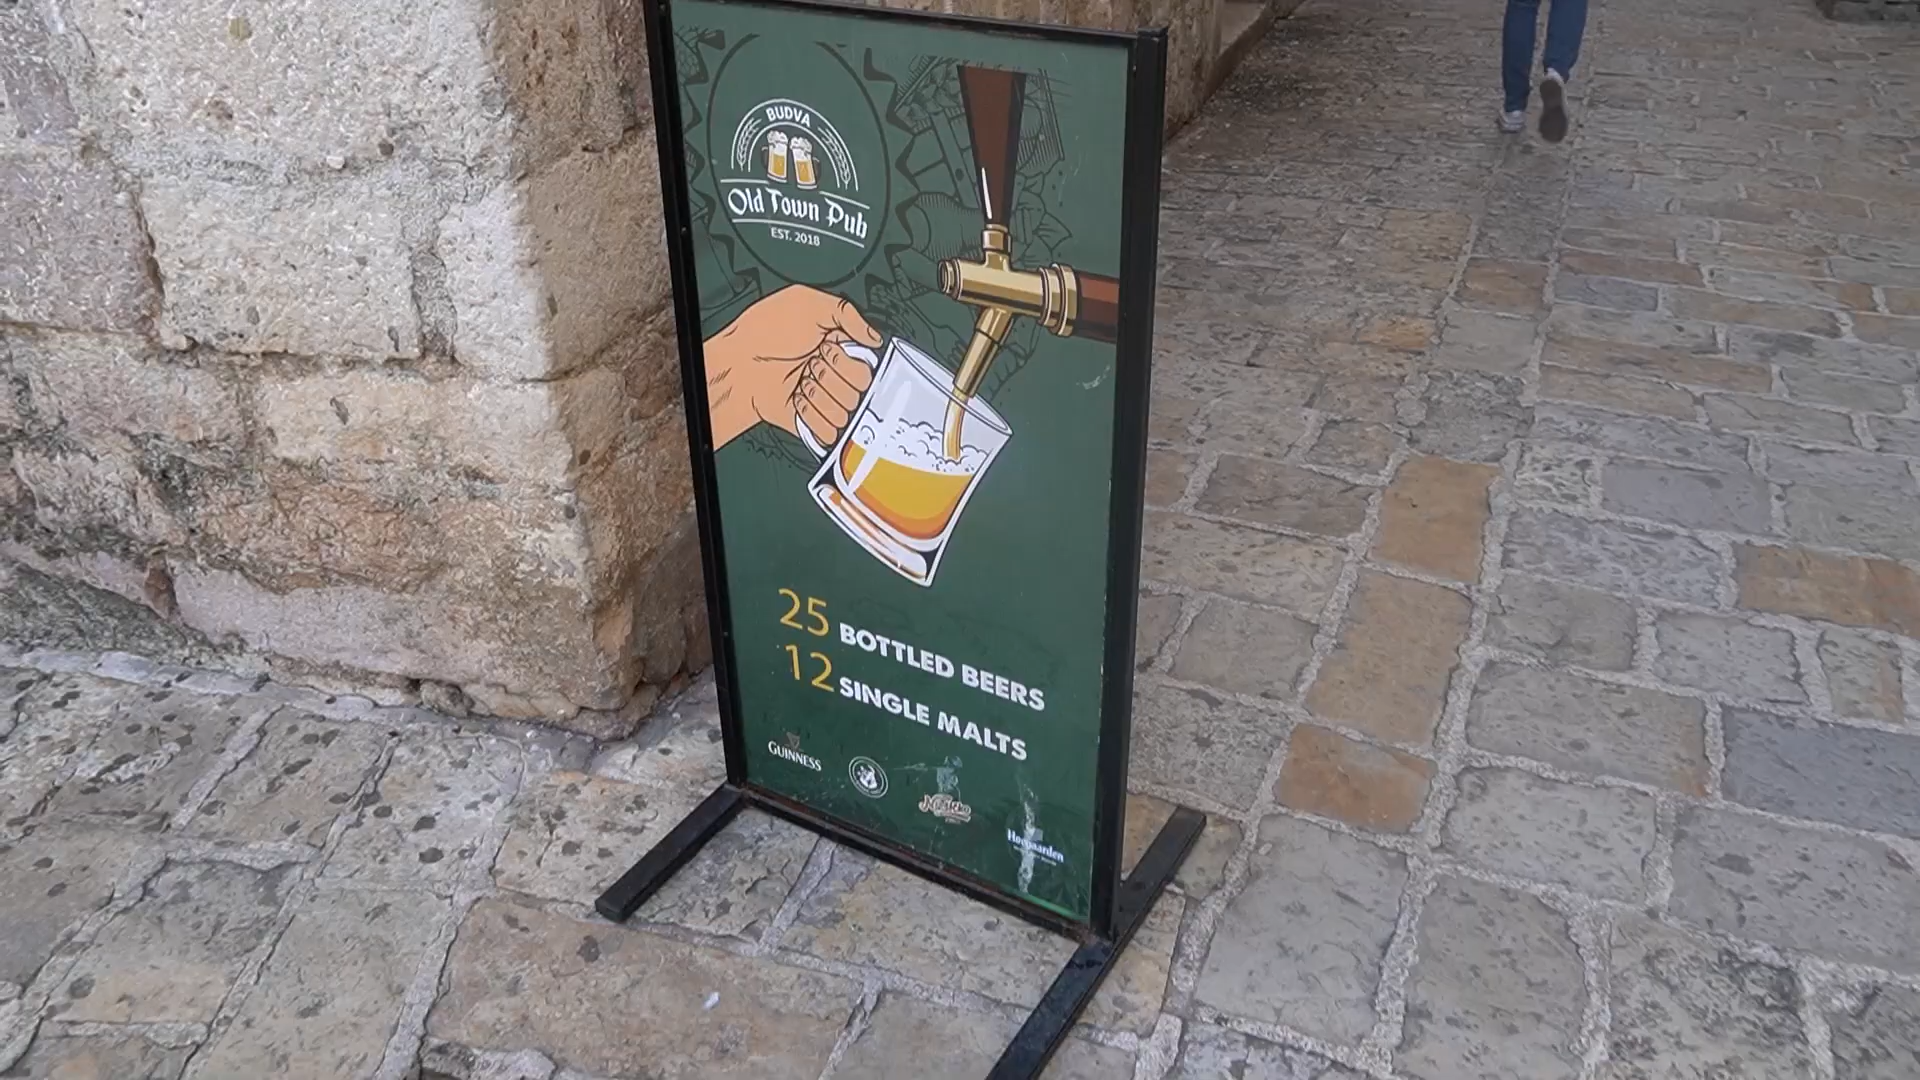 BUDVA
Old Town Pub
EST. 2018
25 BOTTLED BEERS
12 SINGLE MALTS
GUINNESS
Nikšićko
Hoegaarden